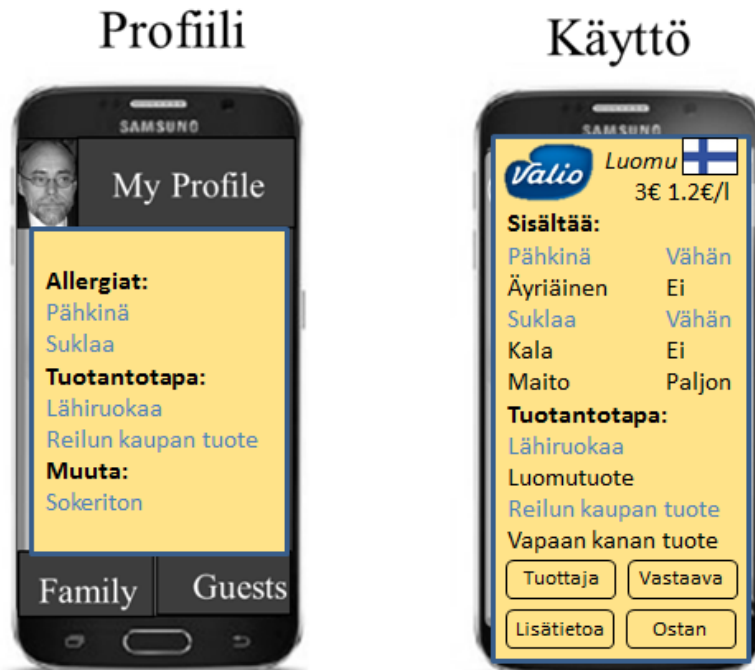 Profiili
SAMSUNG
My Profile
Allergiat:
Pähkinä
Suklaa
Tuotantotapa:
Lähiruokaa
Reilun kaupan tuote
Muuta:
Sokeriton
Family Guests
Käyttö
SAMSUNG
Valio Luomu
3€ 1.2€/l
Sisältää:
Pähkinä Vähän
Äyriäinen Ei
Suklaa Vähän
Kala Ei
Maito Paljon
Tuotantotapa:
Lähiruokaa
Luomutuote
Reilun kaupan tuote
Vapaan kanan tuote
Tuottaja Vastaava
Lisätietoa Ostan